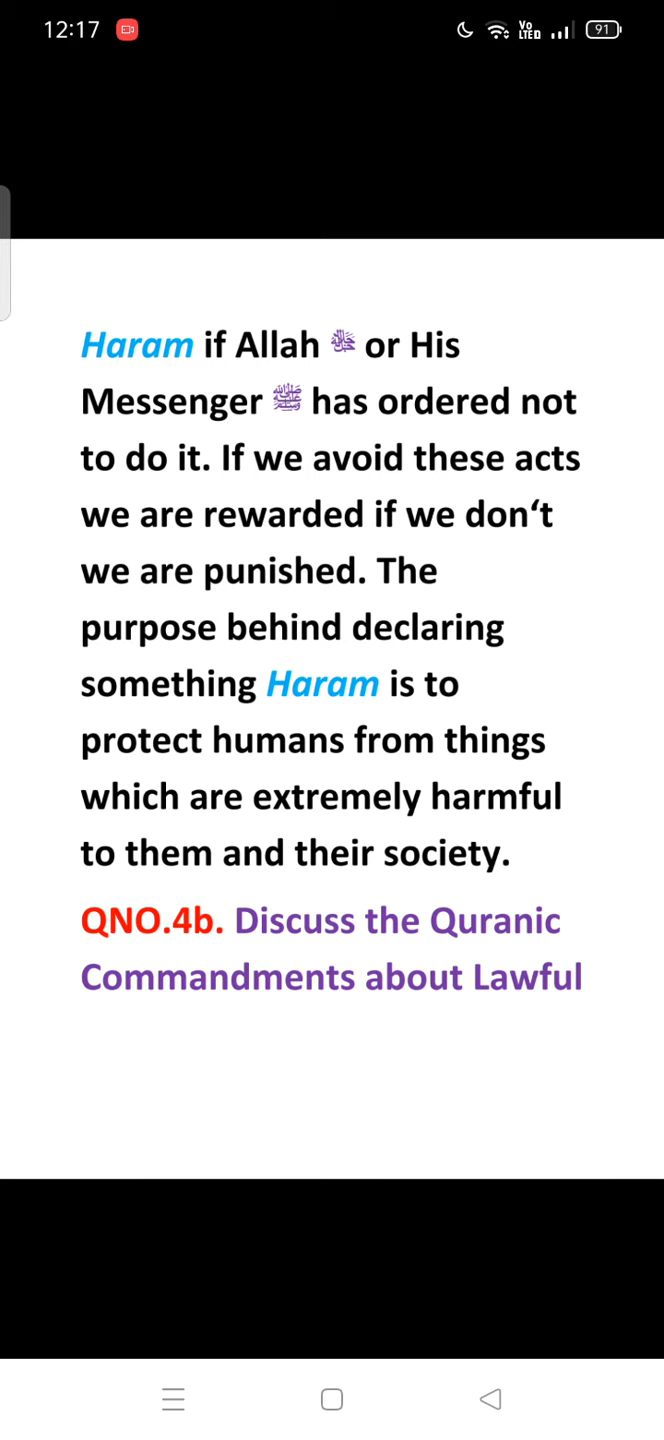 12:17
Vo
LTE
91
Haram if Allah ﷻ or His
Messenger ﷺ has ordered not
to do it. If we avoid these acts
we are rewarded if we don‘t
we are punished. The
purpose behind declaring
something Haram is to
protect humans from things
which are extremely harmful
to them and their society.
QNO.4b. Discuss the Quranic
Commandments about Lawful